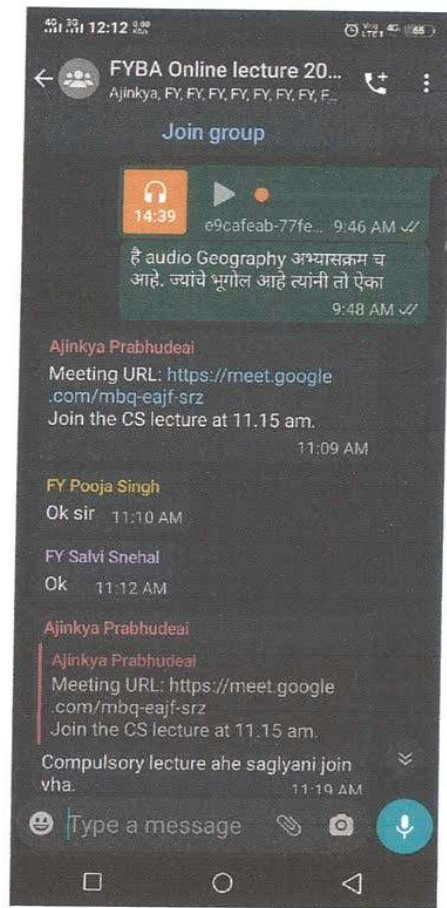 12:12
FYBA Online lecture 20...
Ajinkya, FY, FY, FY, FY, FY, FY, F...
Join group
14:39
e9cafeab-77fe... 9:46 AM
है audio Geography अभ्यासक्रम च
आहे. ज्यांचे भूगोल आहे त्यांनी तो ऐका
9:48 AM
Ajinkya Prabhudeai
Meeting URL: https://meet.google
.com/mbq-eajf-srz
Join the CS lecture at 11.15 am.
11:09 AM
FY Pooja Singh
Ok sir 11:10 AM
FY Salvi Snehal
Ok 11:12 AM
Ajinkya Prabhudeai
Ajinkya Prabhudeai
Meeting URL: https://meet.google
.com/mbq-eajf-srz
Join the CS lecture at 11.15 am.
Compulsory lecture ahe saglyani join
vha. 11:19 AM
Type a message